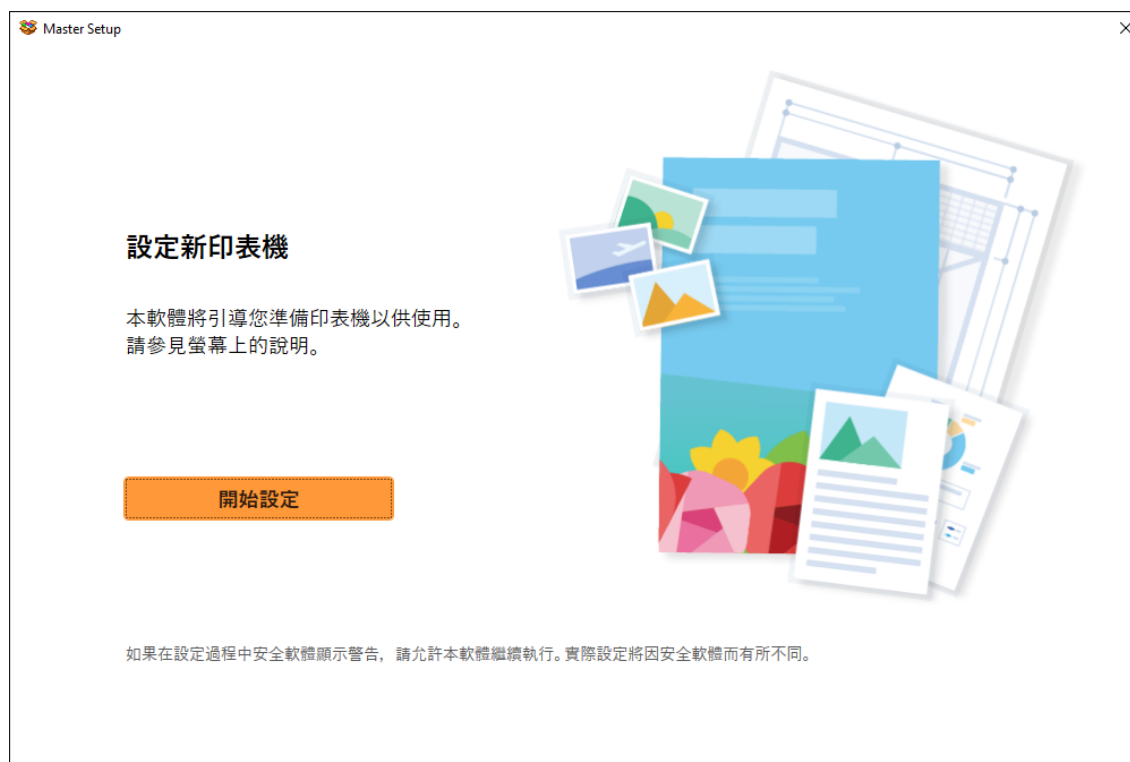 Master Setup
設定新印表機
本軟體將引導您準備印表機以供使用。
請參見螢幕上的說明。
開始設定
如果在設定過程中安全軟體顯示警告，請允許本軟體繼續執行。實際設定將因安全軟體而有所不同。